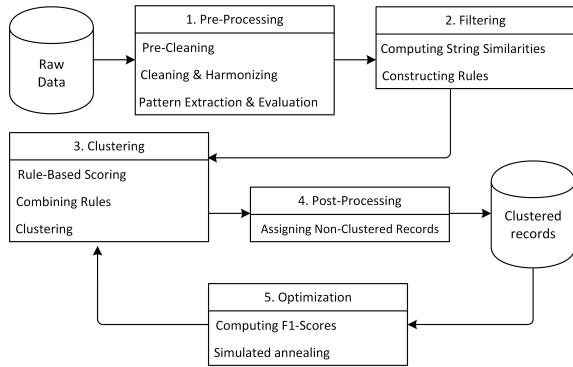 Raw
Data
1. Pre-Processing
Pre-Cleaning
Cleaning & Harmonizing
Pattern Extraction & Evaluation
2. Filtering
Computing String Similarities
Constructing Rules
3. Clustering
Rule-Based Scoring
Combining Rules
Clustering
4. Post-Processing
Assigning Non-Clustered Records
Clustered
records
5. Optimization
Computing F1-Scores
Simulated annealing